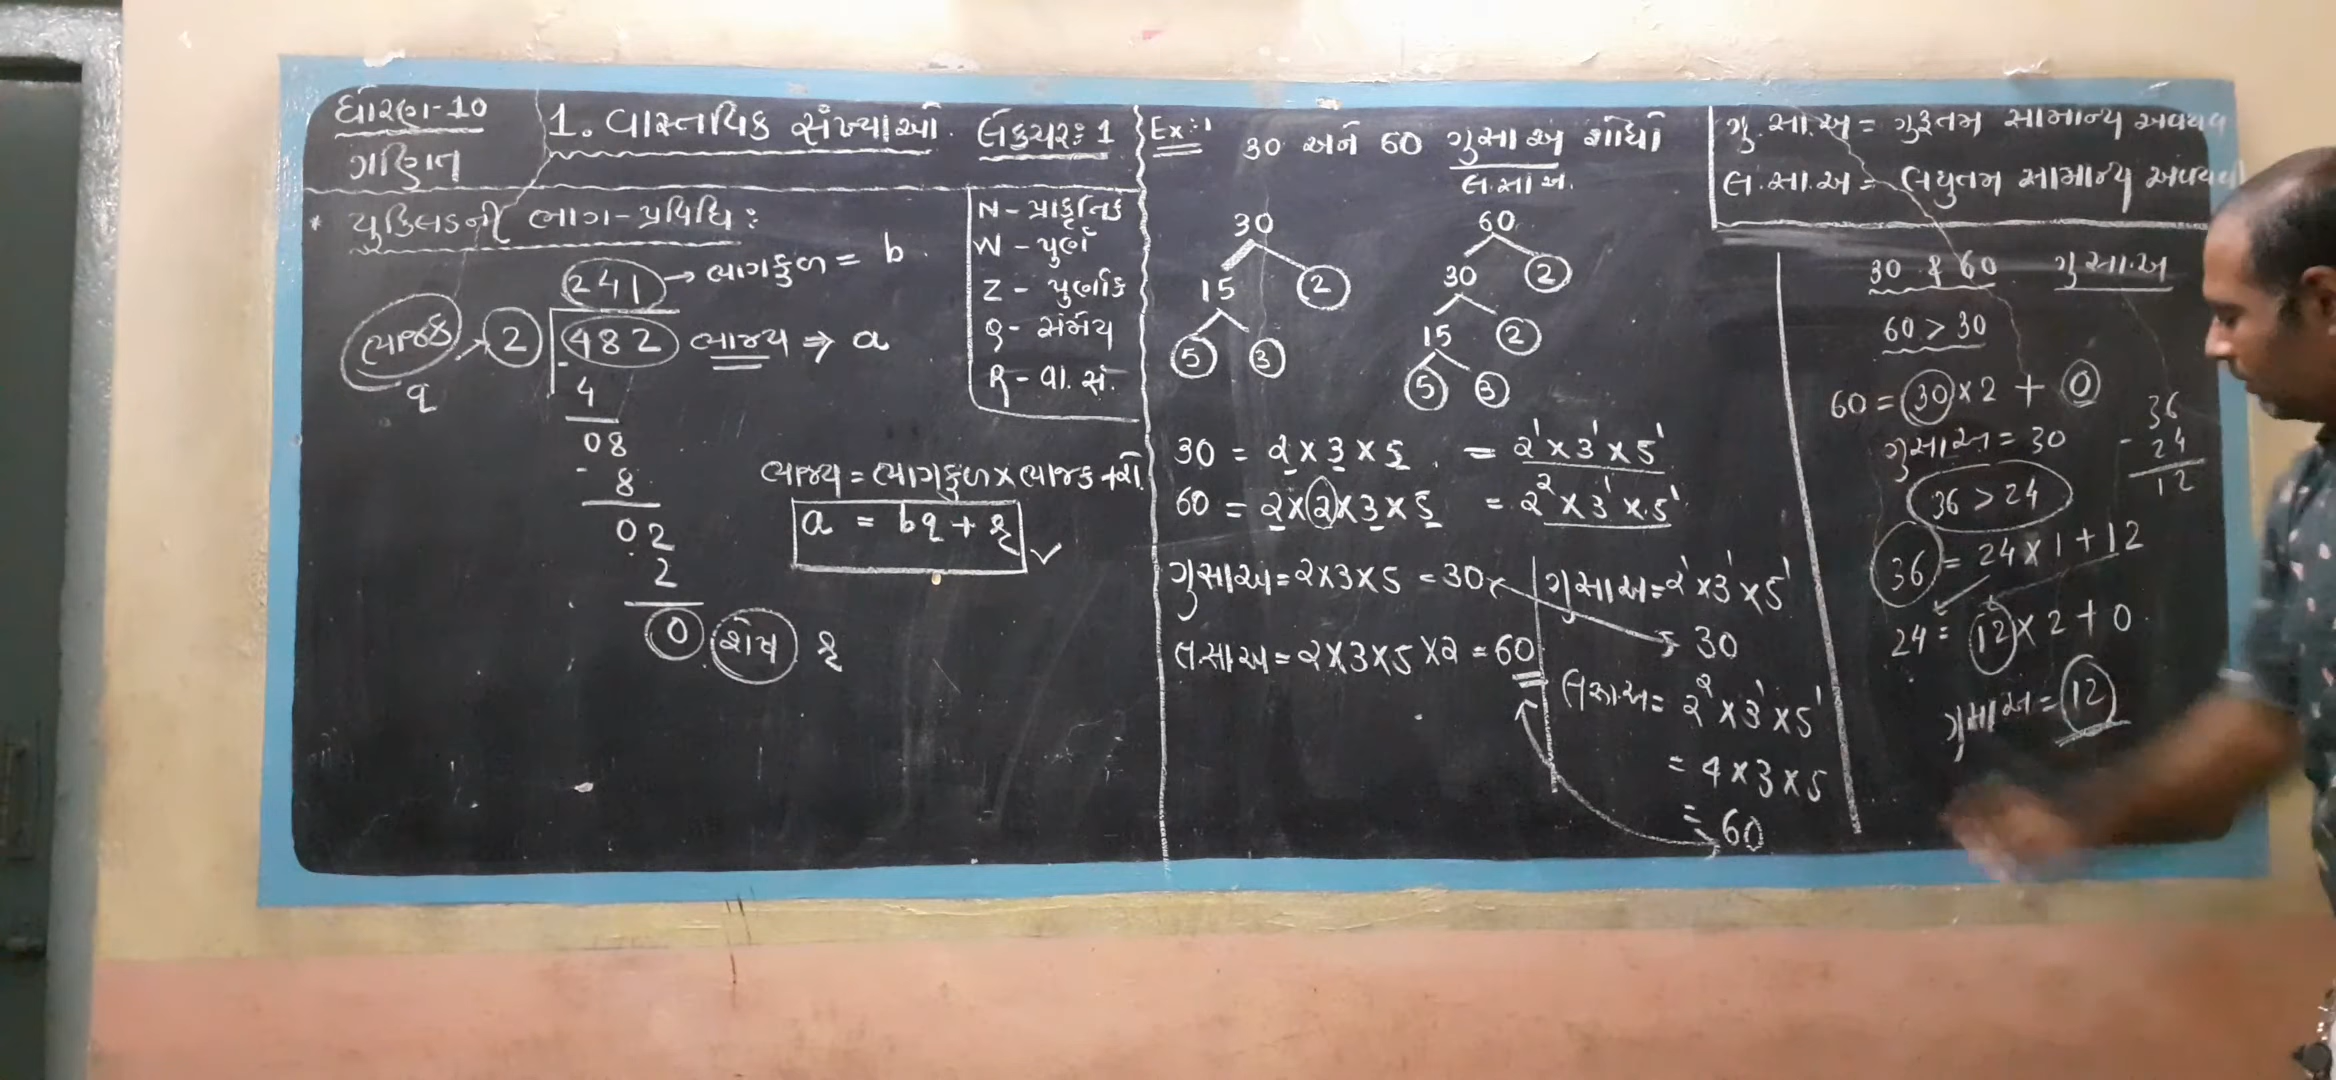 ધોરણ-10
ગણિત
1. વાસ્તવિક સંખ્યાઓ. લેકચર: 1
* યુકિલડની ભાગ-પ્રવિધિ:
241 → ભાગફળ = b
ભાજક → 2 482 ભાજ્ય ⇒ a
q
- 4
08
- 8
02
2
0 શેષ r
N - પ્રાકૃતિક
W - પુર્ણ
Z - પુર્ણાંક
Q - સંમેય
R - વા. સં.
ભાજ્ય = ભાગફળ × ભાજક + શે.
a = bq + r ✓
Ex:-1 30 અને 60 ગુસાઅ શોધો
લ.સા.અ.
30
15 2
5 3
60
30 2
15 2
5 3
30 = 2 × 3 × 5 = 2¹ × 3¹ × 5¹
60 = 2 × 2 × 3 × 5 = 2² × 3¹ × 5¹
ગુસાઅ = 2×3×5 = 30
લસાઅ = 2×3×5×2 = 60
ગુસાઅ = 2¹×3¹×5¹
→ 30
લસાઅ = 2² × 3¹ × 5¹
= 4 × 3 × 5
= 60
ગુ.સા.અ = ગુરૂતમ સામાન્ય અવયવ
લ.સા.અ = લઘુતમ સામાન્ય અવયવ
30 & 60 ગુસાઅ
60 > 30
60 = 30 × 2 + 0
ગુસાઅ = 30
36 > 24
36 = 24 × 1 + 12
24 = 12 × 2 + 0
ગુસાઅ = 12
36
- 24
12